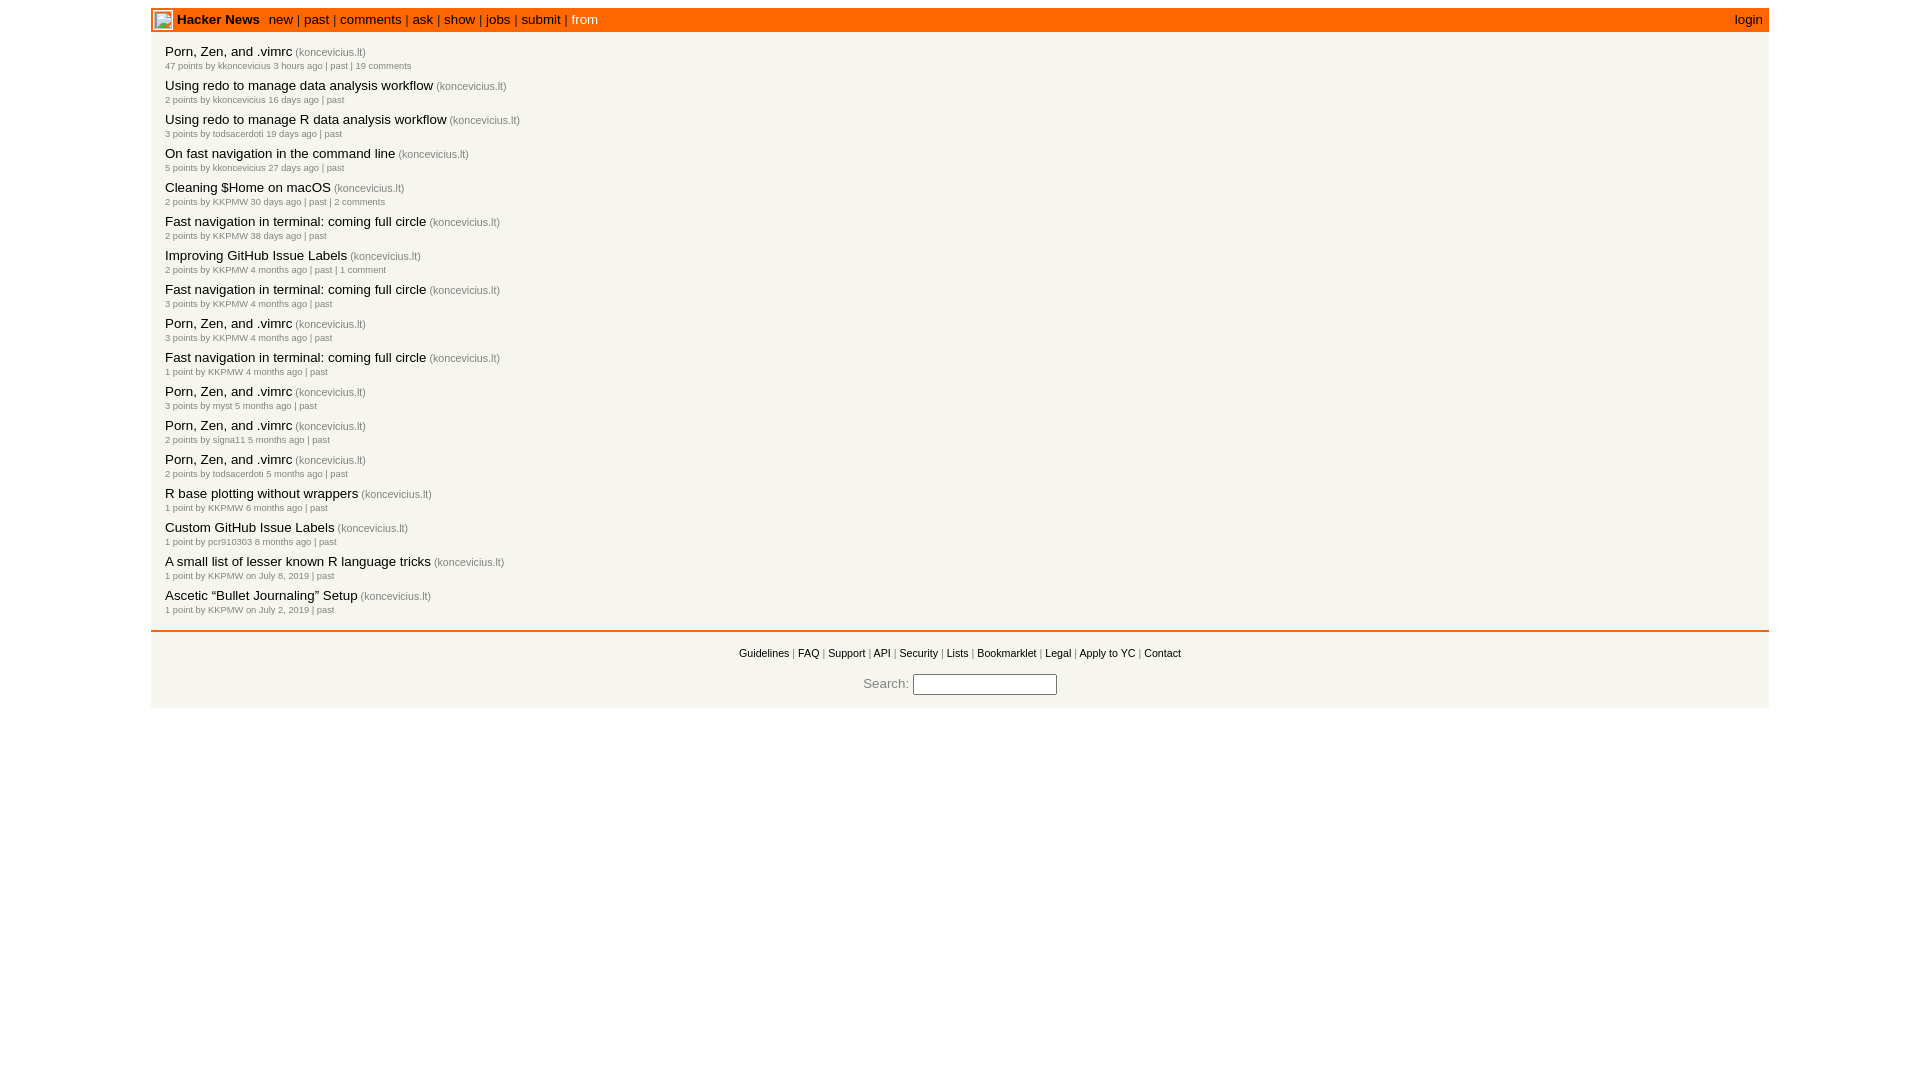 Hacker News new | past | comments | ask | show | jobs | submit | from login
Porn, Zen, and .vimrc (koncevicius.lt)
47 points by kkoncevicius 3 hours ago | past | 19 comments
Using redo to manage data analysis workflow (koncevicius.lt)
2 points by kkoncevicius 16 days ago | past
Using redo to manage R data analysis workflow (koncevicius.lt)
3 points by todsacerdoti 19 days ago | past
On fast navigation in the command line (koncevicius.lt)
5 points by kkoncevicius 27 days ago | past
Cleaning $Home on macOS (koncevicius.lt)
2 points by KKPMW 30 days ago | past | 2 comments
Fast navigation in terminal: coming full circle (koncevicius.lt)
2 points by KKPMW 38 days ago | past
Improving GitHub Issue Labels (koncevicius.lt)
2 points by KKPMW 4 months ago | past | 1 comment
Fast navigation in terminal: coming full circle (koncevicius.lt)
3 points by KKPMW 4 months ago | past
Porn, Zen, and .vimrc (koncevicius.lt)
3 points by KKPMW 4 months ago | past
Fast navigation in terminal: coming full circle (koncevicius.lt)
1 point by KKPMW 4 months ago | past
Porn, Zen, and .vimrc (koncevicius.lt)
3 points by myst 5 months ago | past
Porn, Zen, and .vimrc (koncevicius.lt)
2 points by signa11 5 months ago | past
Porn, Zen, and .vimrc (koncevicius.lt)
2 points by todsacerdoti 5 months ago | past
R base plotting without wrappers (koncevicius.lt)
1 point by KKPMW 6 months ago | past
Custom GitHub Issue Labels (koncevicius.lt)
1 point by pcr910303 8 months ago | past
A small list of lesser known R language tricks (koncevicius.lt)
1 point by KKPMW on July 8, 2019 | past
Ascetic “Bullet Journaling” Setup (koncevicius.lt)
1 point by KKPMW on July 2, 2019 | past
Guidelines | FAQ | Support | API | Security | Lists | Bookmarklet | Legal | Apply to YC | Contact
Search: